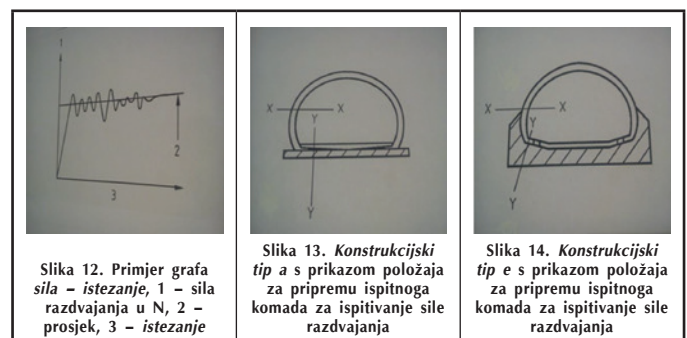 1
2
3
X X
Y
Y
X X
Y
Y
Slika 12. Primjer grafa
sila – istezanje, 1 – sila
razdvajanja u N, 2 –
prosjek, 3 – istezanje
Slika 13. Konstrukcijski
tip a s prikazom položaja
za pripremu ispitnoga
komada za ispitivanje sile
razdvajanja
Slika 14. Konstrukcijski
tip e s prikazom položaja
za pripremu ispitnoga
komada za ispitivanje sile
razdvajanja